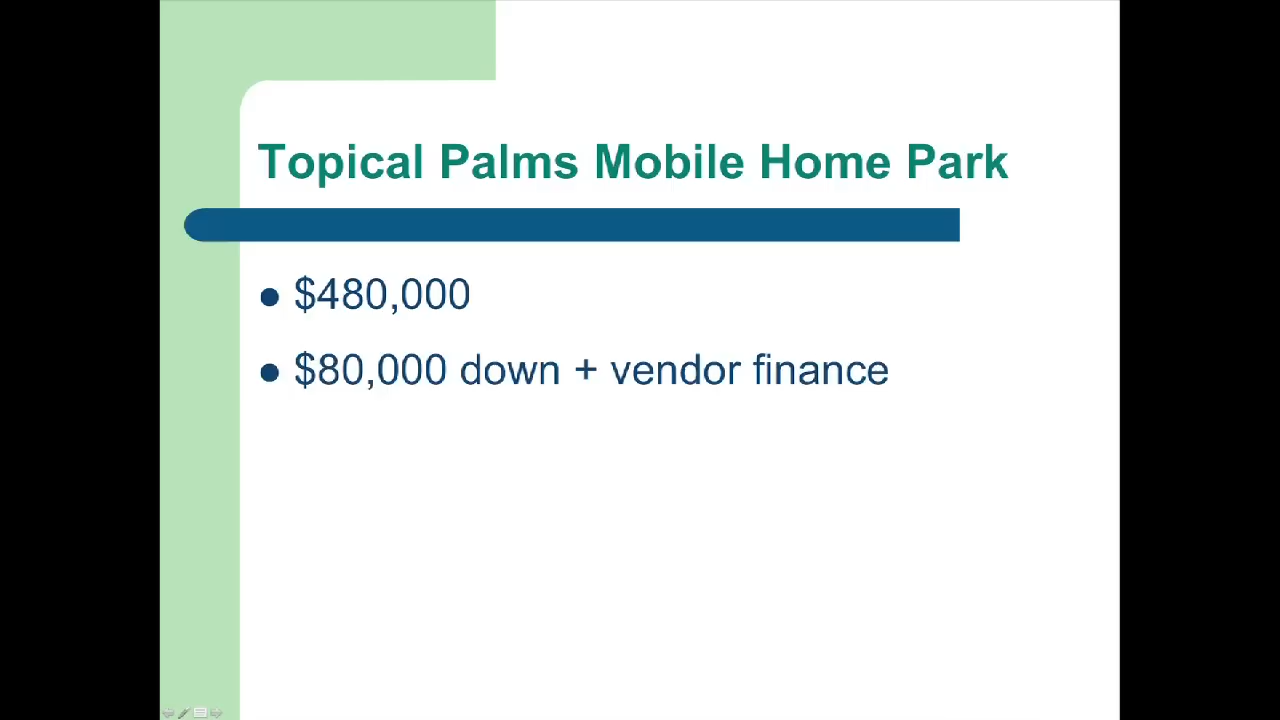 Topical Palms Mobile Home Park
● $480,000
● $80,000 down + vendor finance